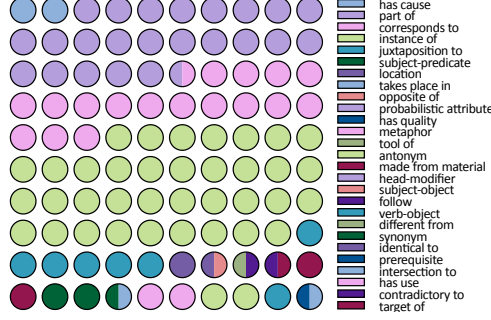 has cause
part of
corresponds to
instance of
juxtaposition to
subject-predicate
location
takes place in
opposite of
probabilistic attribute
has quality
metaphor
tool of
antonym
made from material
head-modifier
subject-object
follow
verb-object
different from
synonym
identical to
prerequisite
intersection to
has use
contradictory to
target of